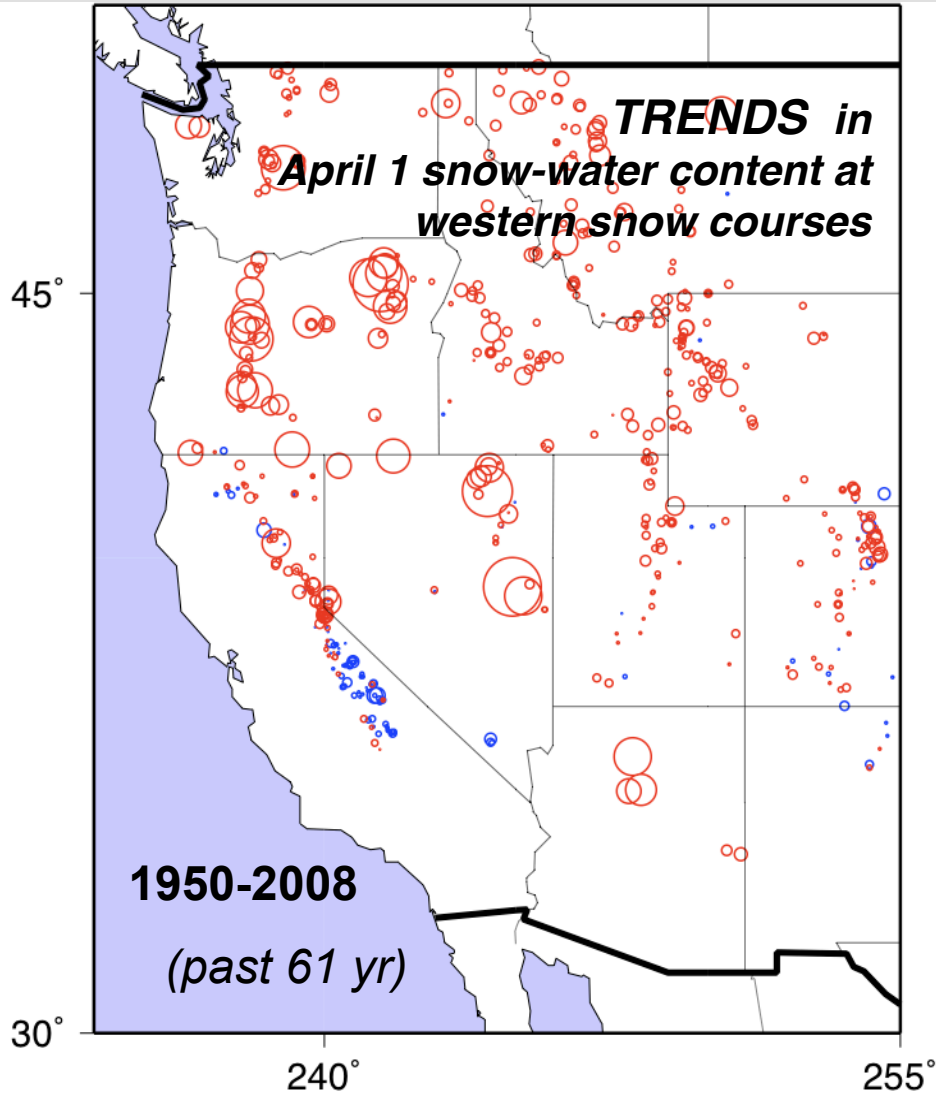 TRENDS in
April 1 snow-water content at
western snow courses
45°
1950-2008
(past 61 yr)
30°
240°
255°